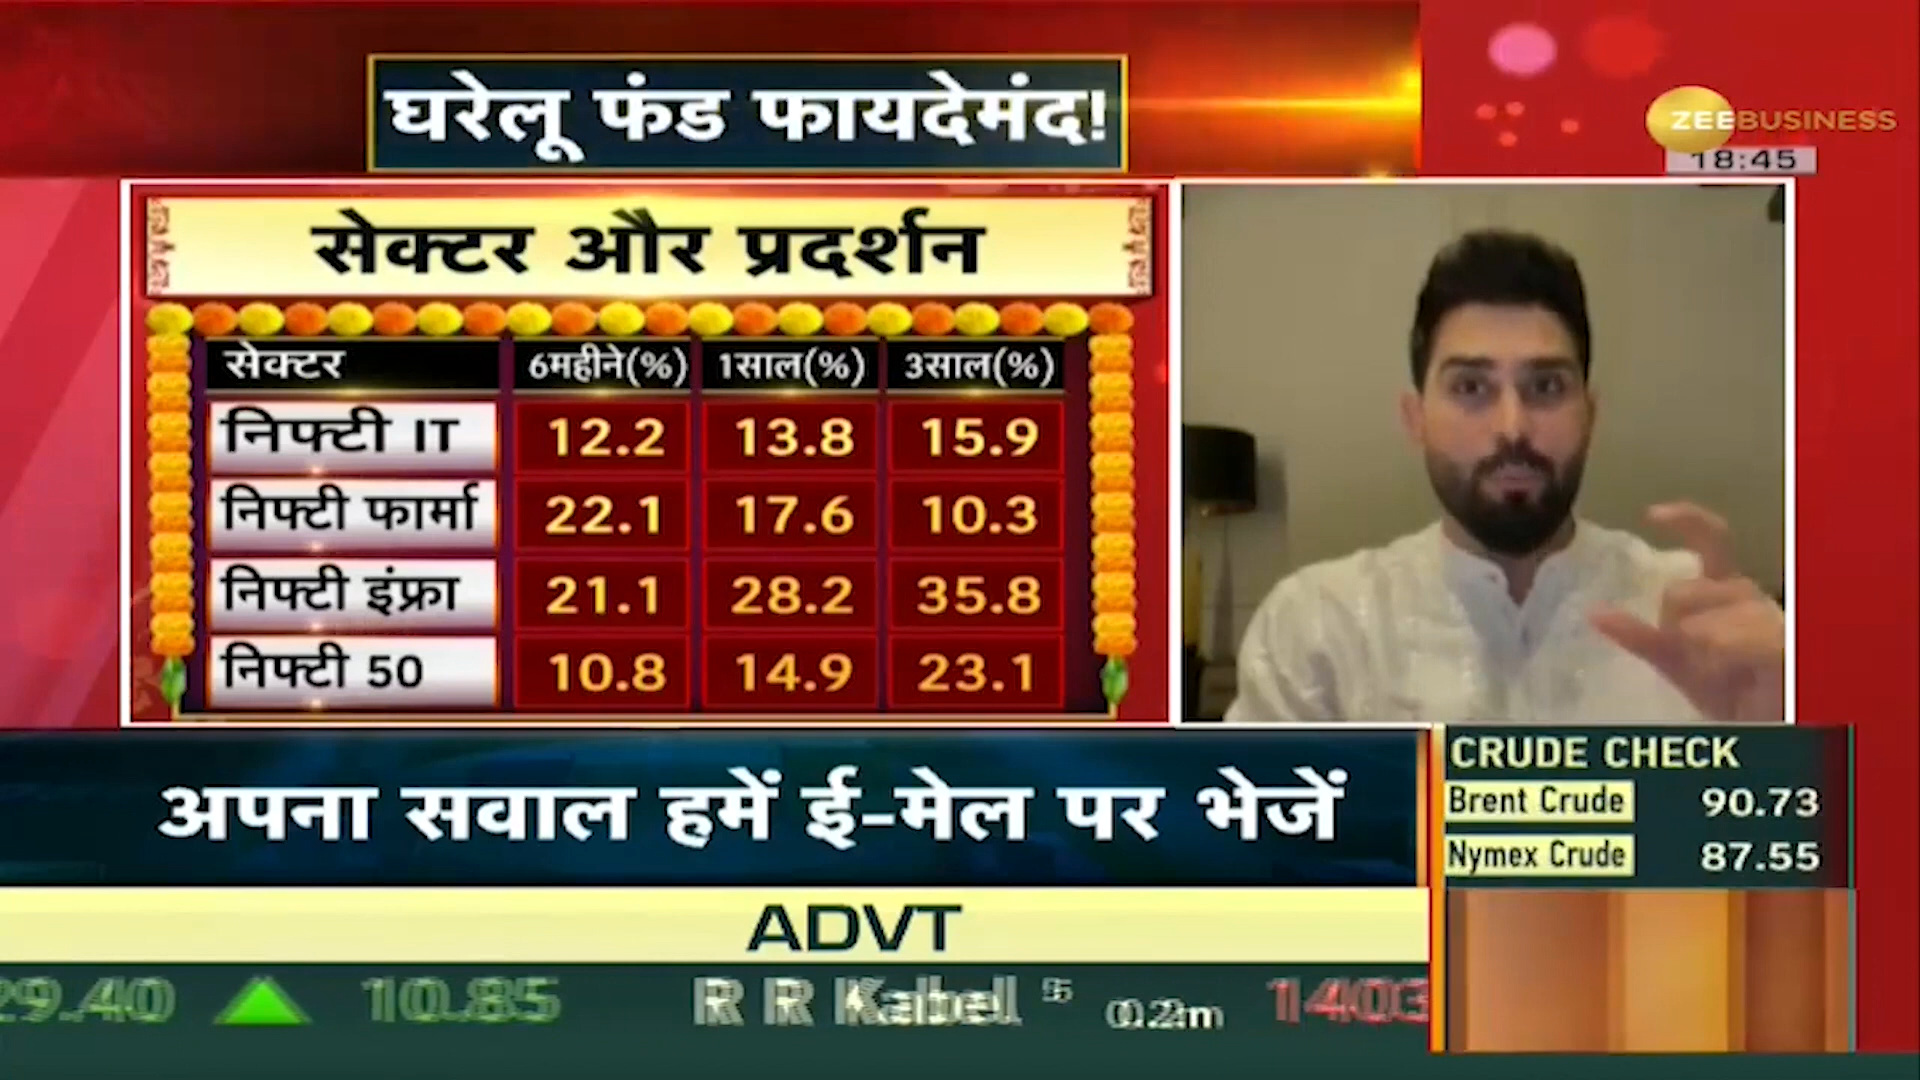 घरेलू फंड फायदेमंद!
ZEEBUSINESS
18:45
सेक्टर और प्रदर्शन
सेक्टर 6महीने(%) 1साल(%) 3साल(%)
निफ्टी IT 12.2 13.8 15.9
निफ्टी फार्मा 22.1 17.6 10.3
निफ्टी इंफ्रा 21.1 28.2 35.8
निफ्टी 50 10.8 14.9 23.1
अपना सवाल हमें ई-मेल पर भेजें
CRUDE CHECK
Brent Crude 90.73
Nymex Crude 87.55
ADVT
29.40 10.85 R R Kabel 1403